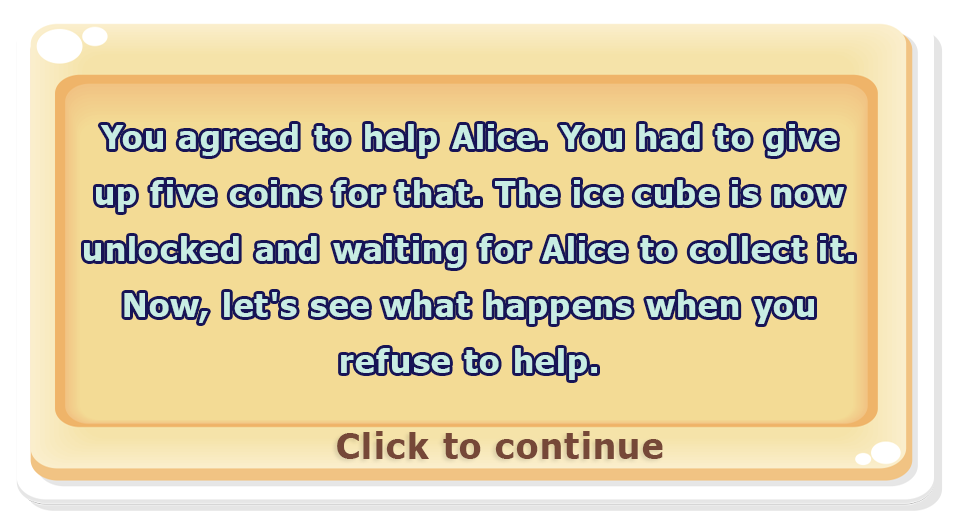 You agreed to help Alice. You had to give
up five coins for that. The ice cube is now
unlocked and waiting for Alice to collect it.
Now, let's see what happens when you
refuse to help.
Click to continue